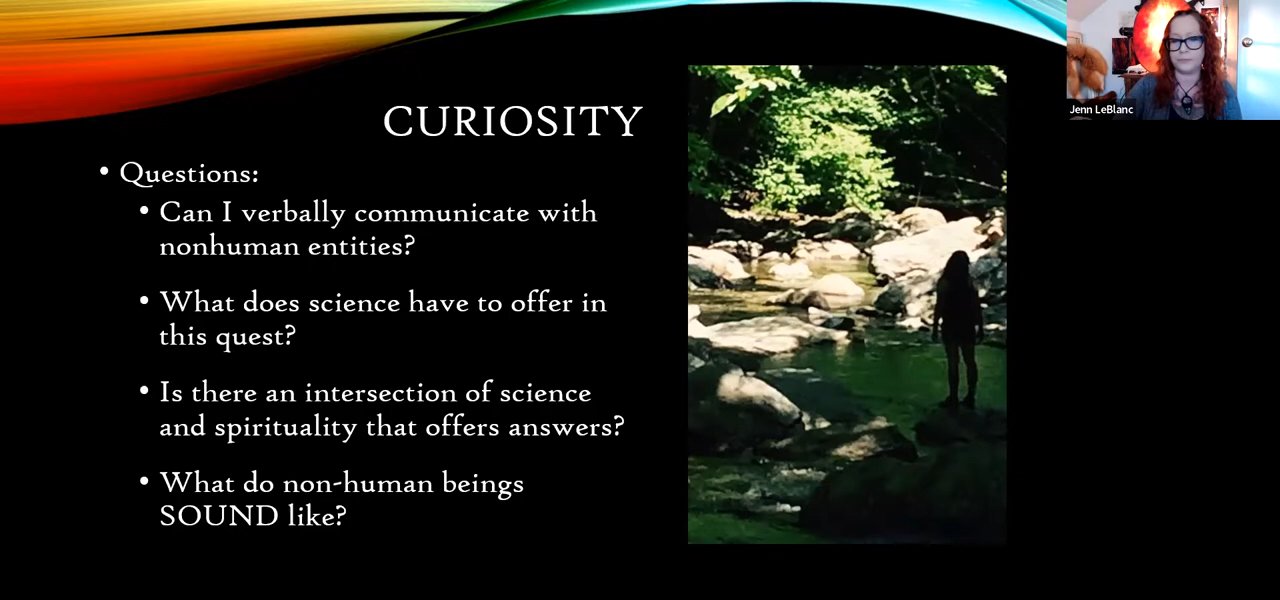 CURIOSITY
• Questions:
• Can I verbally communicate with
nonhuman entities?
• What does science have to offer in
this quest?
• Is there an intersection of science
and spirituality that offers answers?
• What do non-human beings
SOUND like?
Jenn LeBlanc